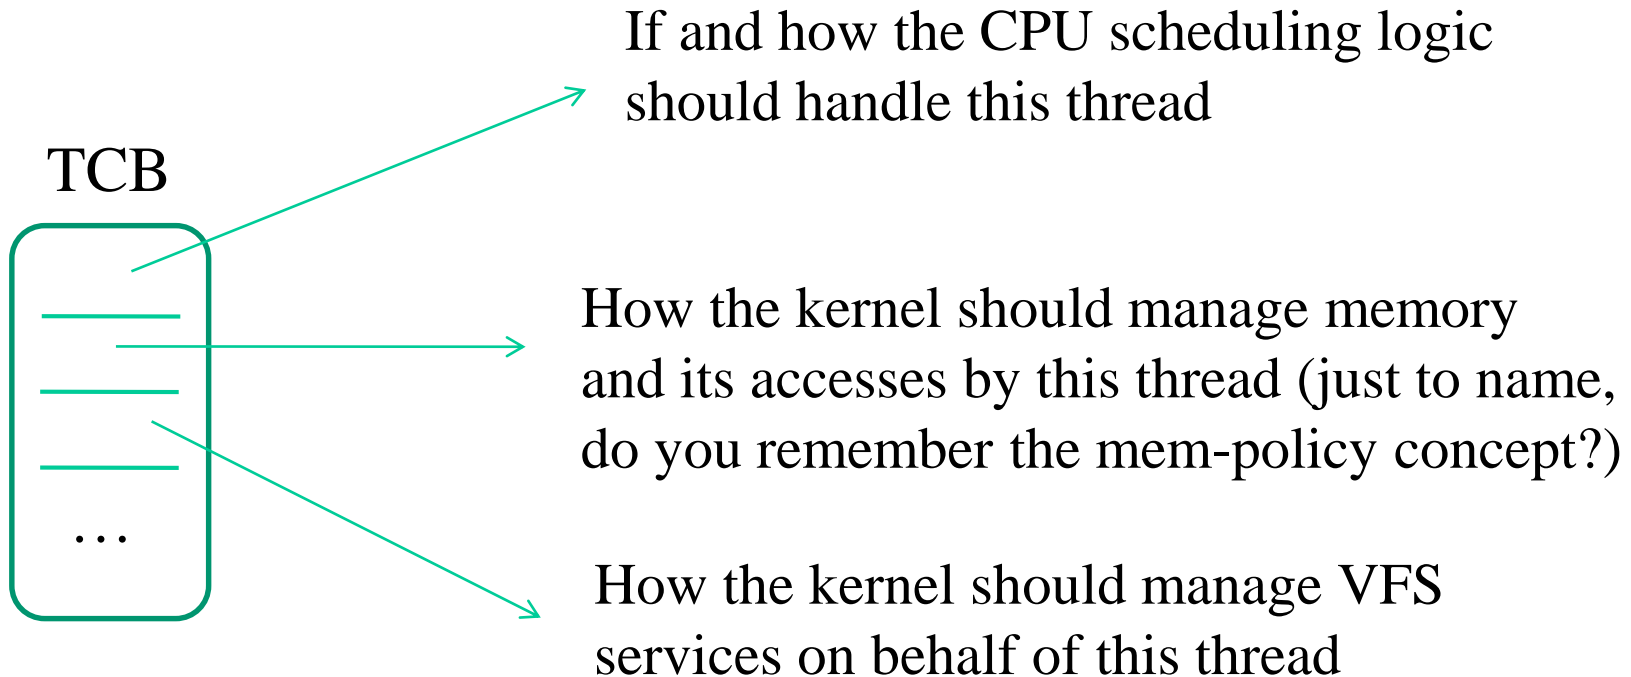 If and how the CPU scheduling logic
should handle this thread
TCB
How the kernel should manage memory
and its accesses by this thread (just to name,
do you remember the mem-policy concept?)
…
How the kernel should manage VFS
services on behalf of this thread